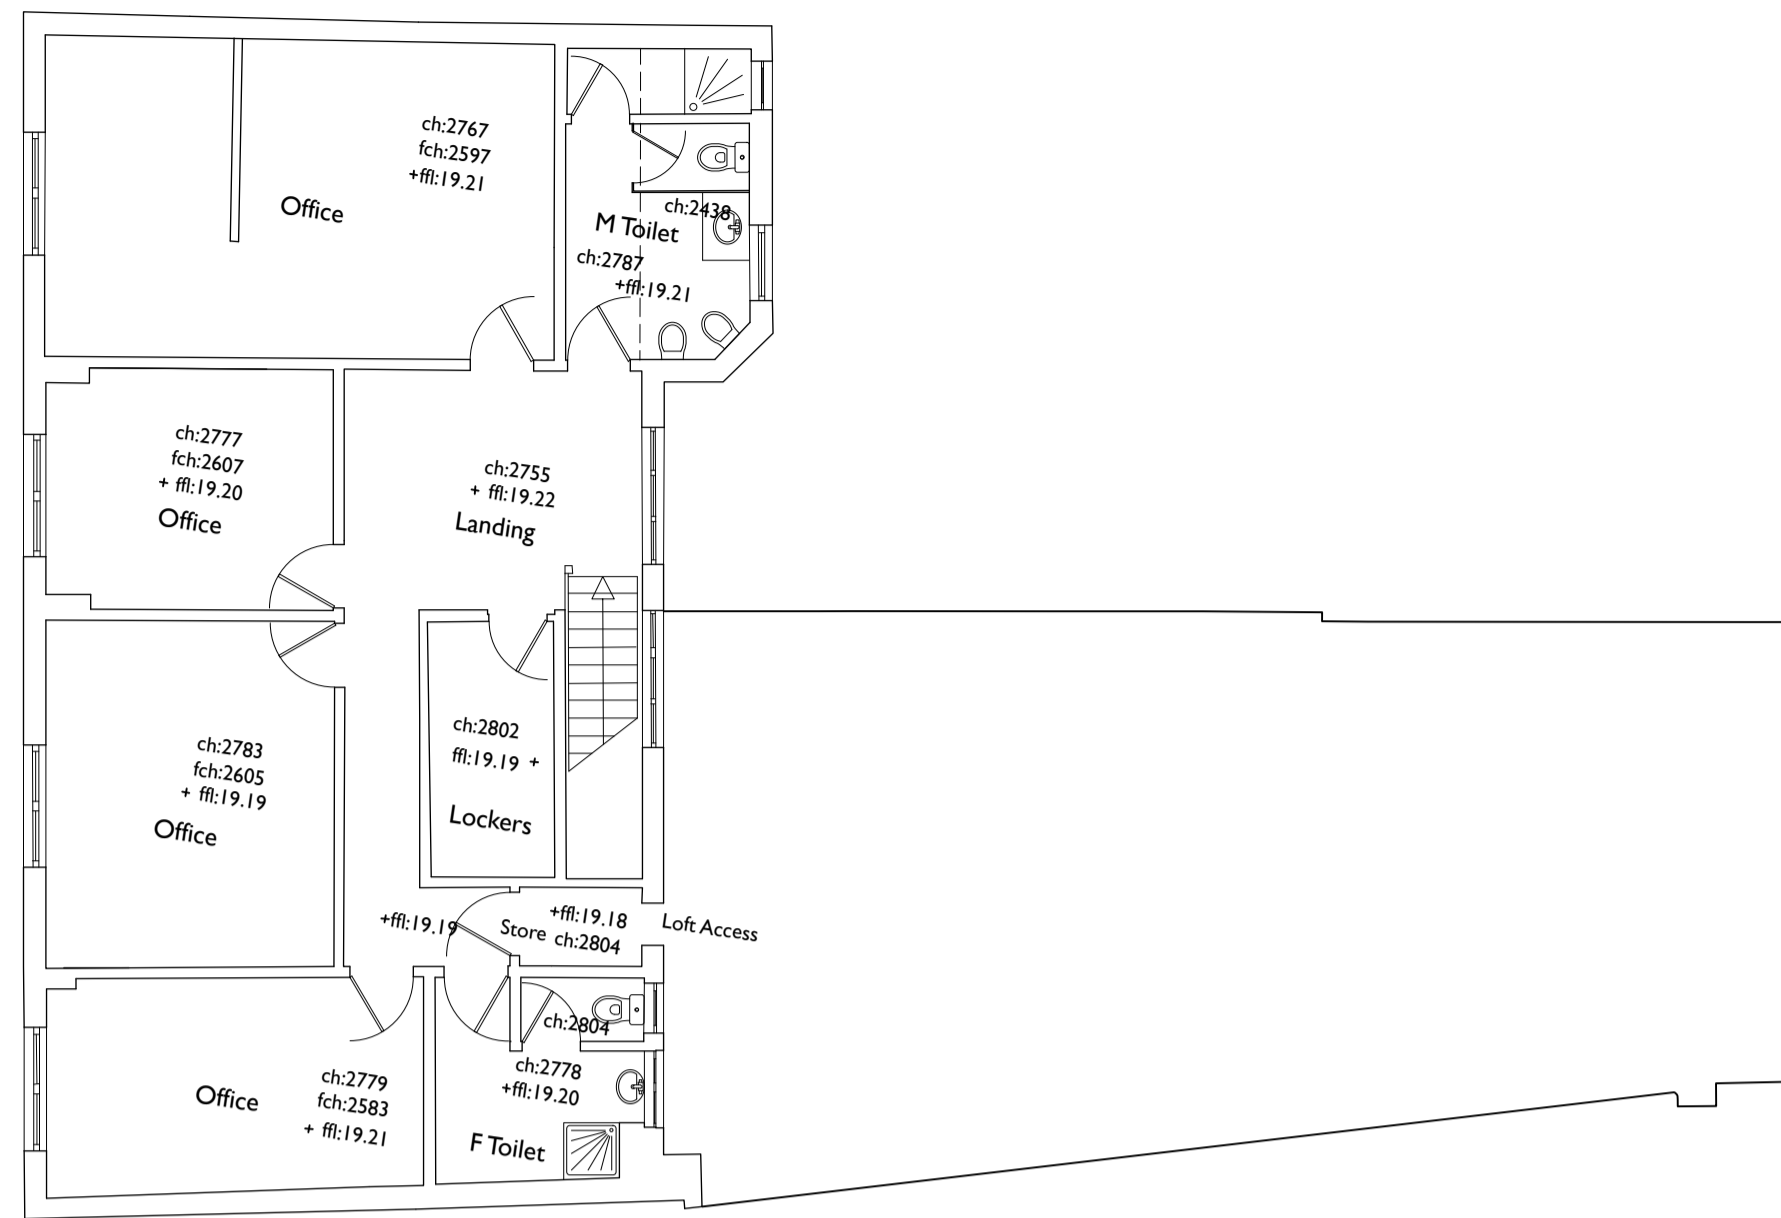 ch:2767
fch:2597
+ffl:19.21
Office
ch:2438
M Toilet
ch:2787
+ffl:19.21
ch:2777
fch:2607
+ ffl:19.20
Office
ch:2755
+ ffl:19.22
Landing
ch:2783
fch:2605
+ ffl:19.19
Office
ch:2802
ffl:19.19 +
Lockers
+ffl:19.19
Store
+ffl:19.18
ch:2804
Loft Access
ch:2804
ch:2778
+ffl:19.20
F Toilet
Office
ch:2779
fch:2583
+ ffl:19.21